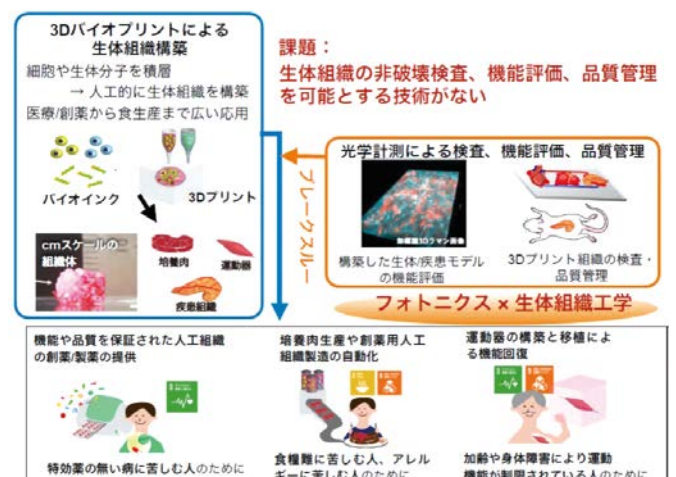 3Dバイオプリントによる
生体組織構築
細胞や生体分子を積層
→ 人工的に生体組織を構築
医療/創薬から食生産まで広い応用
バイオインク
3Dプリント
cmスケールの
組織体
培養肉
運動器
疾患組織
課題：
生体組織の非破壊検査、機能評価、品質管理
を可能とする技術がない
ブレークスルー
光学計測による検査、機能評価、品質管理
無標識3Dラマン画像
構築した生体/疾患モデル
の機能評価
3Dプリント組織の検査・
品質管理
フォトニクス x 生体組織工学
機能や品質を保証された人工組織
の創薬/製薬の提供
特効薬の無い病に苦しむ人のために
培養肉生産や創薬用人工
組織製造の自動化
食糧難に苦しむ人、アレル
ギーに苦しむ人のために
運動器の構築と移植によ
る機能回復
加齢や身体障害により運動
機能が制限されている人のために